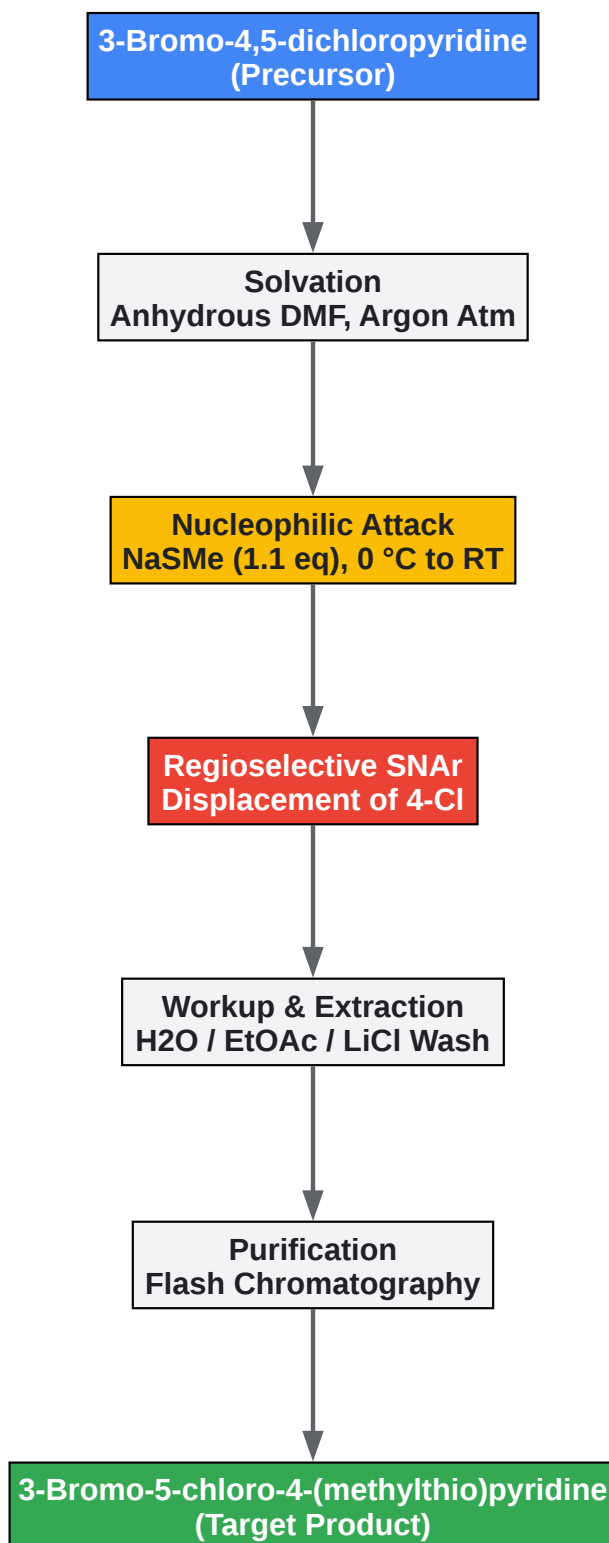 3-Bromo-4,5-dichloropyridine
(Precursor)
Solvation
Anhydrous DMF, Argon Atm
Nucleophilic Attack
NaSMe (1.1 eq), 0 °C to RT
Regioselective SNAr
Displacement of 4-Cl
Workup & Extraction
H2O / EtOAc / LiCl Wash
Purification
Flash Chromatography
3-Bromo-5-chloro-4-(methylthio)pyridine
(Target Product)